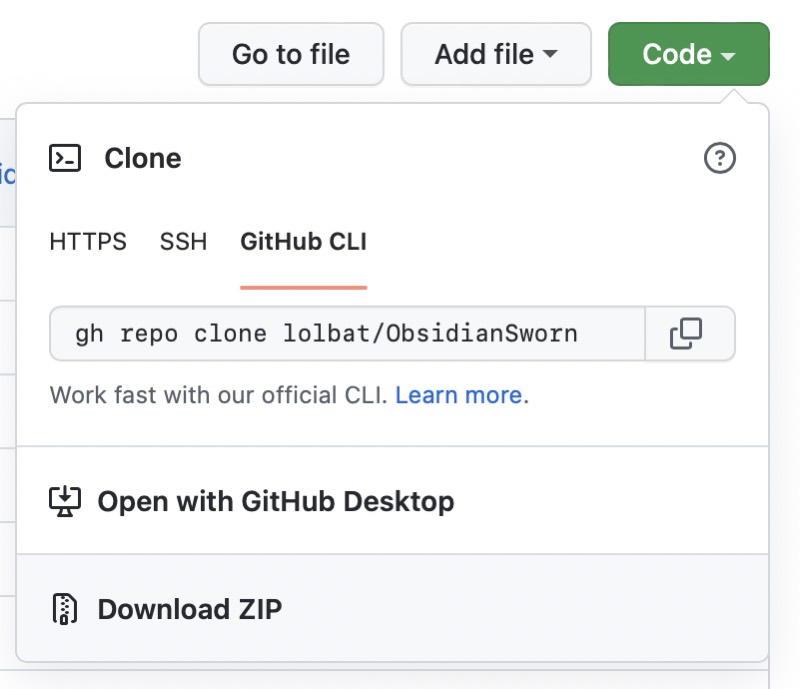 Go to file Add file Code
Clone
HTTPS SSH GitHub CLI
gh repo clone lolbat/ObsidianSworn
Work fast with our official CLI. Learn more.
Open with GitHub Desktop
Download ZIP